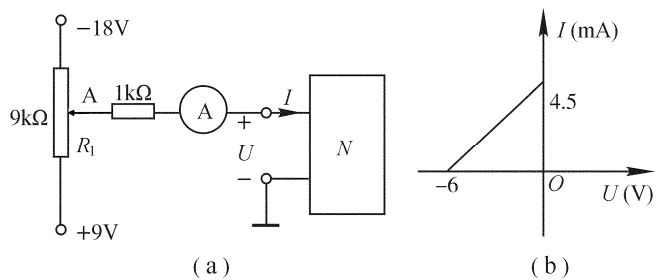 −18V
I (mA)
A 1kΩ A I
9kΩ + 4.5
R₁ U N
−
−6 O U (V)
+9V
( a ) ( b )